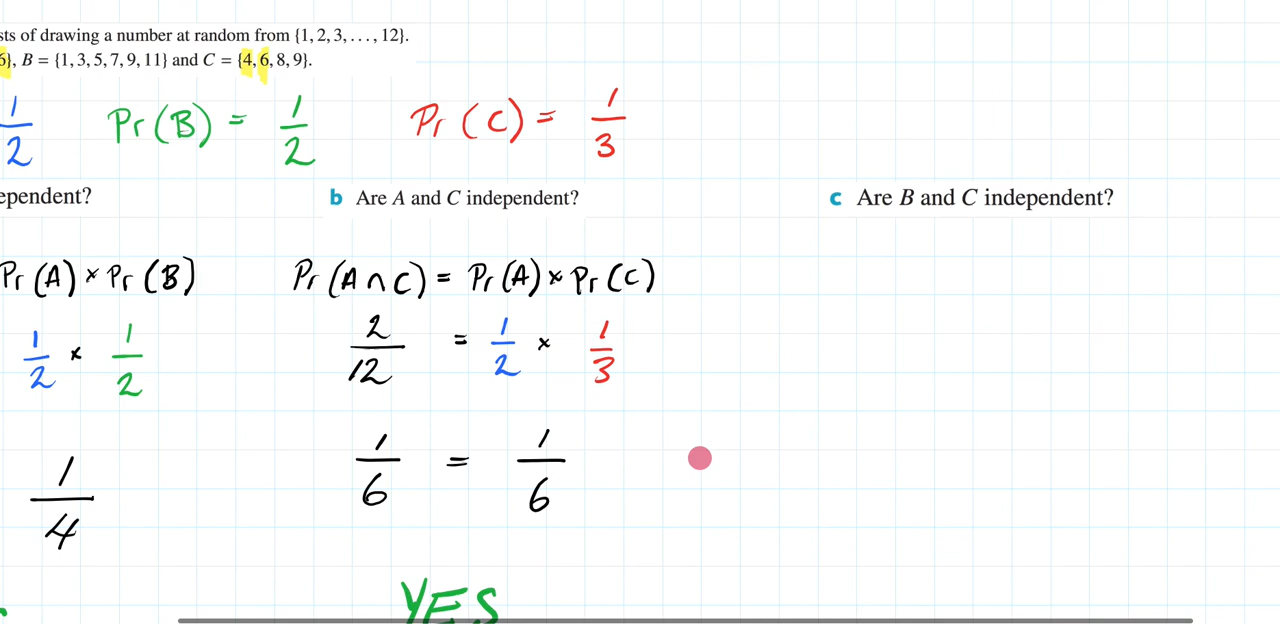 sts of drawing a number at random from {1, 2, 3, . . . , 12}.
6}, B = {1, 3, 5, 7, 9, 11} and C = {4, 6, 8, 9}.
1/2 Pr(B) = 1/2 Pr(C) = 1/3
ependent?
b Are A and C independent?
c Are B and C independent?
Pr(A) × Pr(B)
1/2 × 1/2
1/4
Pr(A ∩ C) = Pr(A) × Pr(C)
2/12 = 1/2 × 1/3
1/6 = 1/6
YES